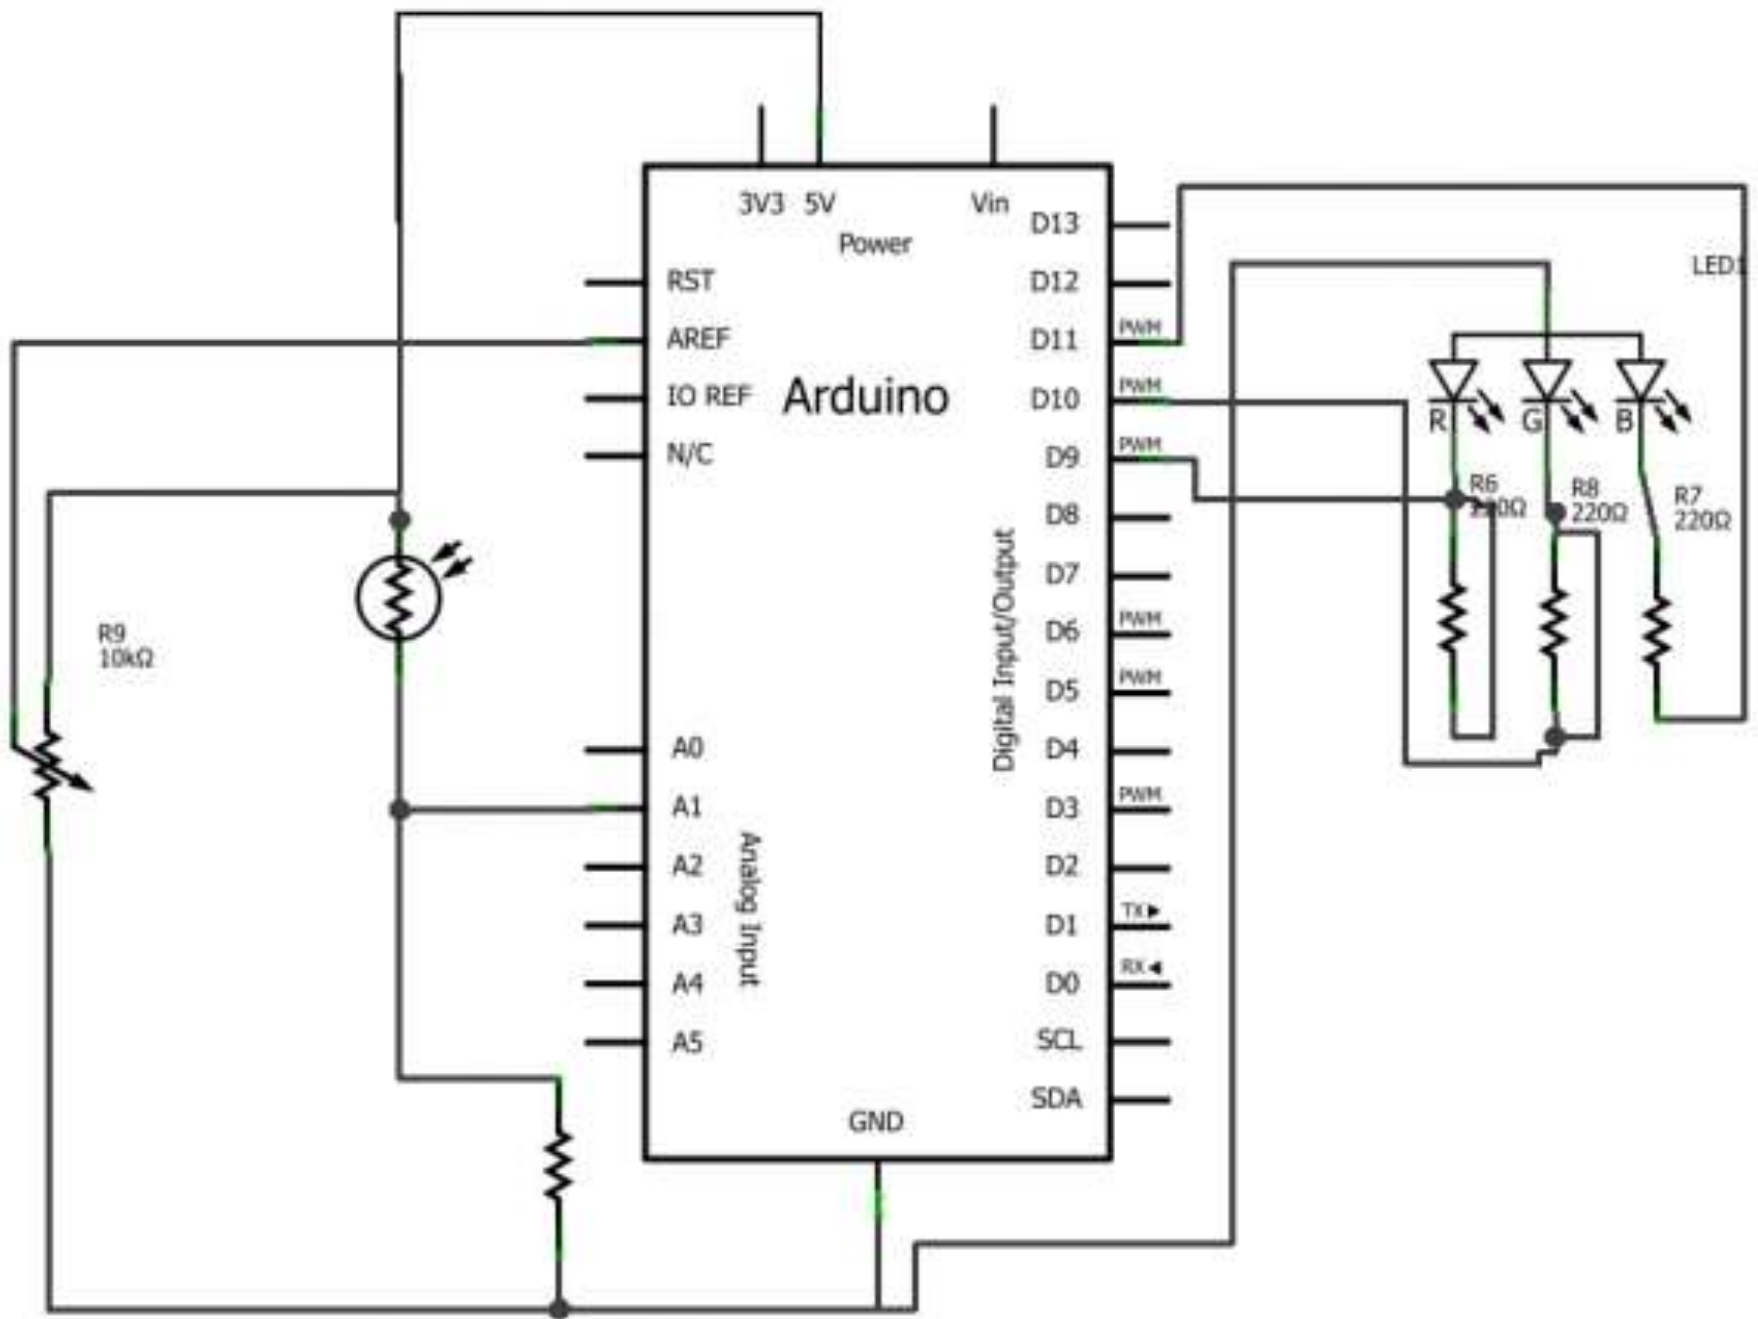 3V3 5V
Vin
Power
RST
AREF
IO REF
N/C
Arduino
D13
D12
D11
PWM
D10
PWM
D9
PWM
D8
D7
D6
PWM
D5
PWM
D4
D3
PWM
D2
D1
TX
D0
RX
SCL
SDA
Digital Input/Output
A0
A1
A2
A3
A4
A5
Analog Input
GND
LED1
R
G
B
R6
R8
220Ω
R7
220Ω
R9
10kΩ